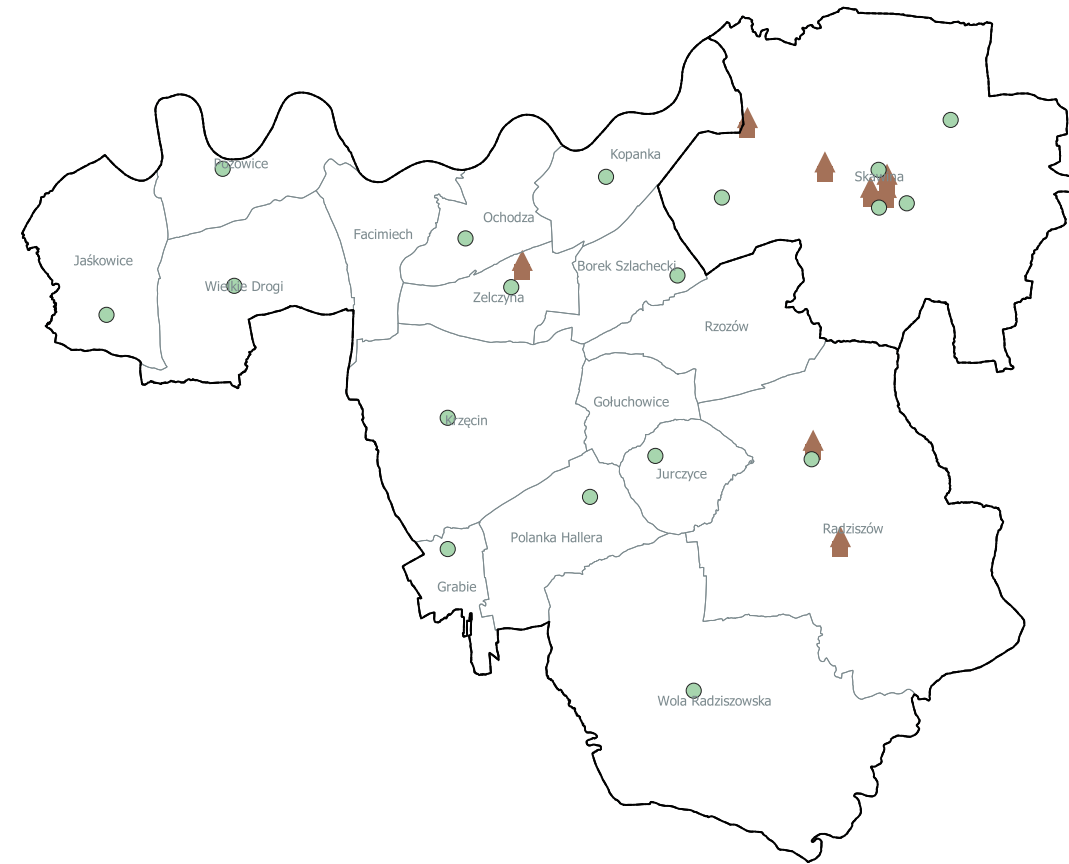 Kopanka
Pozowice
Skawina
Ochodza
Facimiech
Jaśkowice
Borek Szlachecki
Wielkie Drogi
Zelczyna
Rzozów
Gołuchowice
Krzęcin
Jurczyce
Radziszów
Polanka Hallera
Grabie
Wola Radziszowska